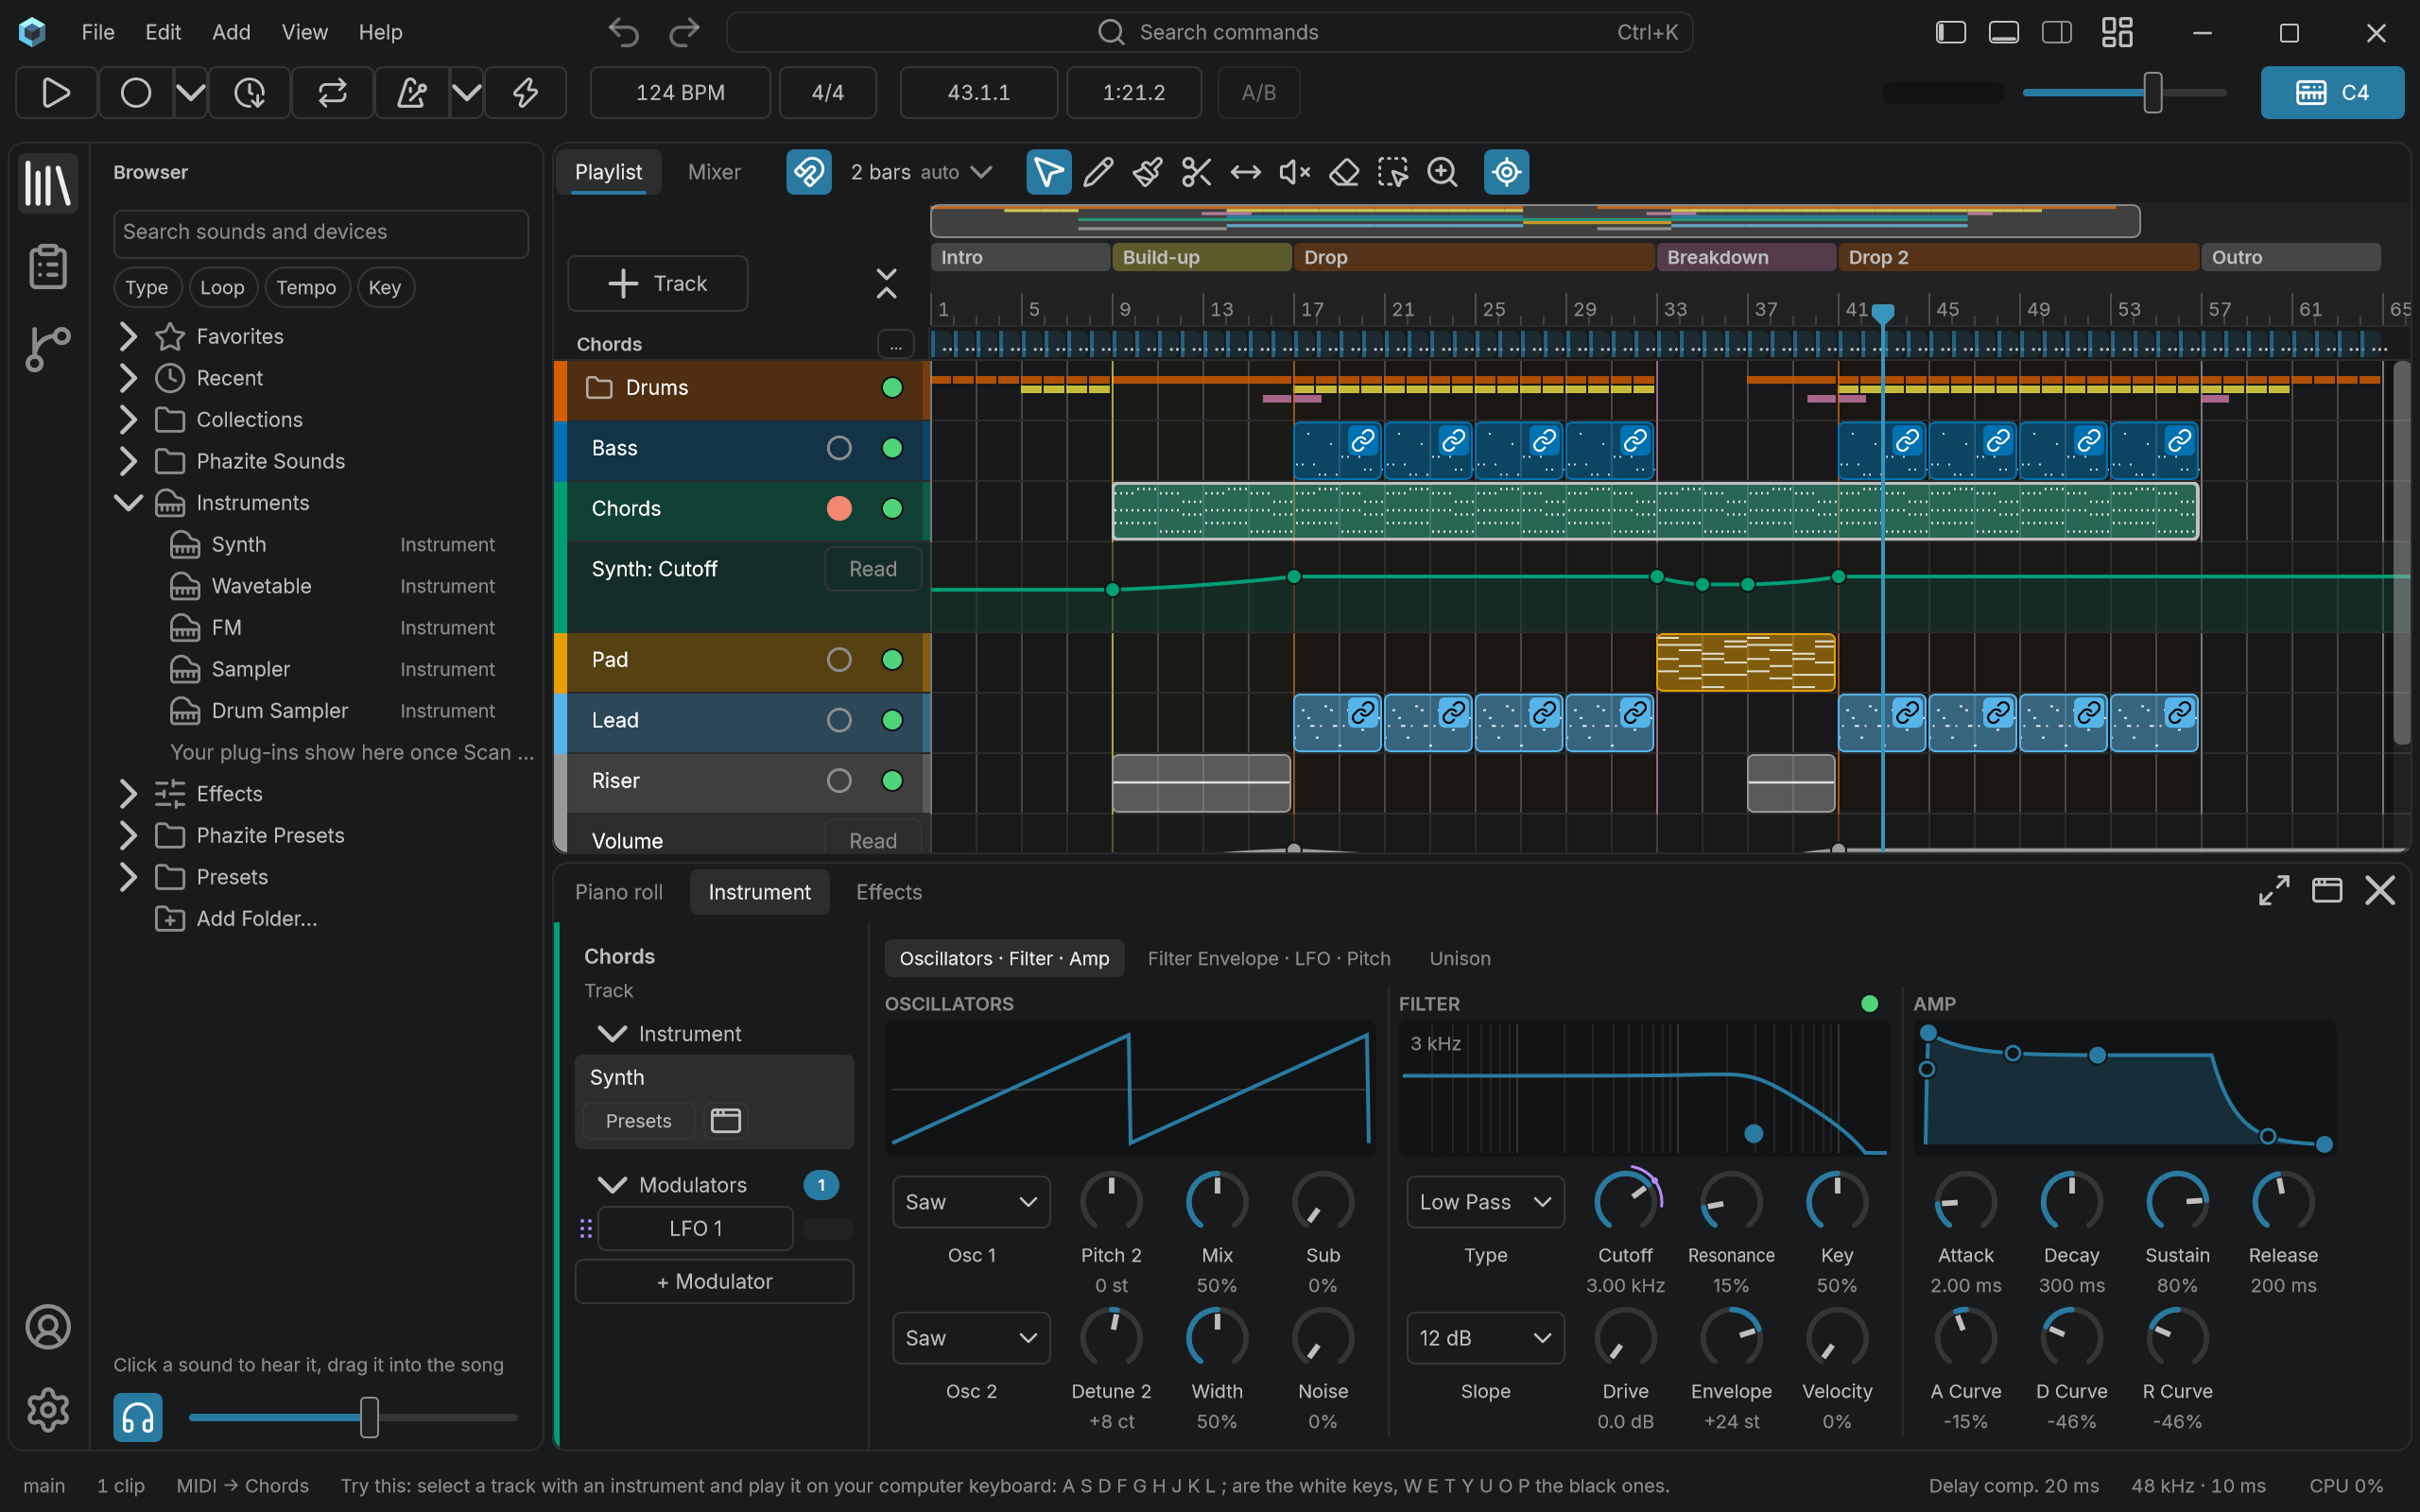 File Edit Add View Help Search commands Ctrl+K
124 BPM 4/4 43.1.1 1:21.2 A/B C4
Browser
Search sounds and devices
Type Loop Tempo Key
Favorites
Recent
Collections
Phazite Sounds
Instruments
Synth Instrument
Wavetable Instrument
FM Instrument
Sampler Instrument
Drum Sampler Instrument
Your plug-ins show here once Scan ...
Effects
Phazite Presets
Presets
Add Folder...
Click a sound to hear it, drag it into the song
Playlist Mixer 2 bars auto
Intro Build-up Drop Breakdown Drop 2 Outro
Track
1 5 9 13 17 21 25 29 33 37 41 45 49 53 57 61 65
Chords ...
Drums
Bass
Chords
Synth: Cutoff Read
Pad
Lead
Riser
Volume Read
Piano roll Instrument Effects
Chords
Track
Instrument
Synth
Presets
Modulators 1
LFO 1
+ Modulator
Oscillators · Filter · Amp Filter Envelope · LFO · Pitch Unison
OSCILLATORS FILTER AMP
3 kHz
Saw Low Pass
Osc 1 Pitch 2 Mix Sub Type Cutoff Resonance Key Attack Decay Sustain Release
0 st 50% 0% 3.00 kHz 15% 50% 2.00 ms 300 ms 80% 200 ms
Saw 12 dB
Osc 2 Detune 2 Width Noise Slope Drive Envelope Velocity A Curve D Curve R Curve
+8 ct 50% 0% 0.0 dB +24 st 0% -15% -46% -46%
main 1 clip MIDI → Chords Try this: select a track with an instrument and play it on your computer keyboard: A S D F G H J K L ; are the white keys, W E T Y U O P the black ones. Delay comp. 20 ms 48 kHz · 10 ms CPU 0%